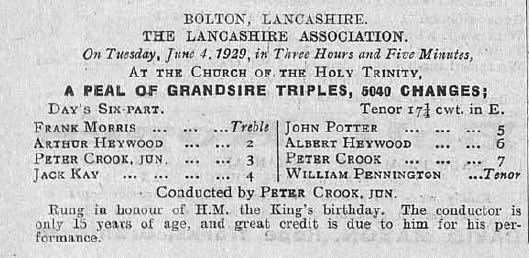 BOLTON, LANCASHIRE.
THE LANCASHIRE ASSOCIATION.
On Tuesday, June 4, 1929, in Three Hours and Five Minutes,
AT THE CHURCH OF THE HOLY TRINITY,
A PEAL OF GRANDSIRE TRIPLES, 5040 CHANGES;
DAY'S SIX-PART. Tenor 17¼ cwt. in E.
FRANK MORRIS ... ... ...Treble JOHN POTTER ... ... ... ... 5
ARTHUR HEYWOOD ... ... 2 ALBERT HEYWOOD ... ... ... 6
PETER CROOK, JUN. ... ... 3 PETER CROOK ... ... ... ... 7
JACK KAY ... ... ... ... 4 WILLIAM PENNINGTON ...Tenor
Conducted by PETER CROOK, JUN.
Rung in honour of H.M. the King's birthday. The conductor is
only 15 years of age, and great credit is due to him for his per-
formance.